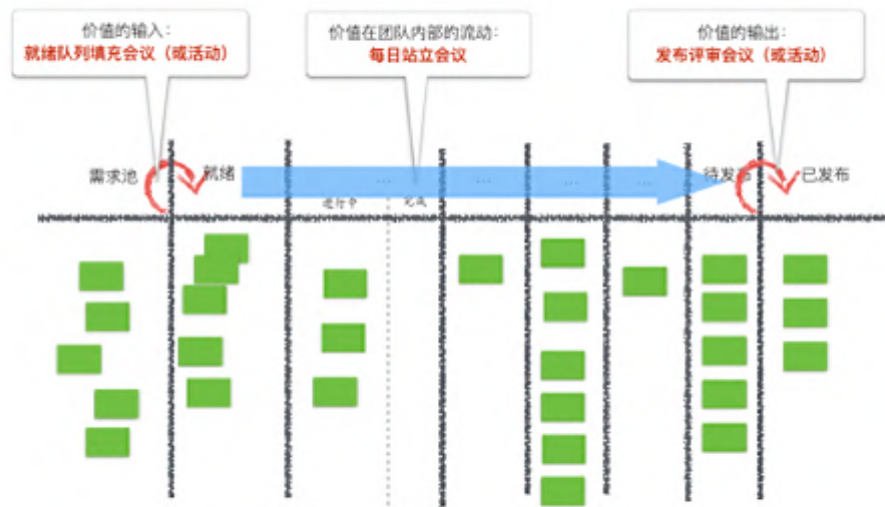 价值的输入：
就绪队列填充会议（或活动）
价值在团队内部的流动：
每日站立会议
价值的输出：
发布评审会议（或活动）
需求池
就绪
...
...
...
...
待发布
已发布
进行中
完成